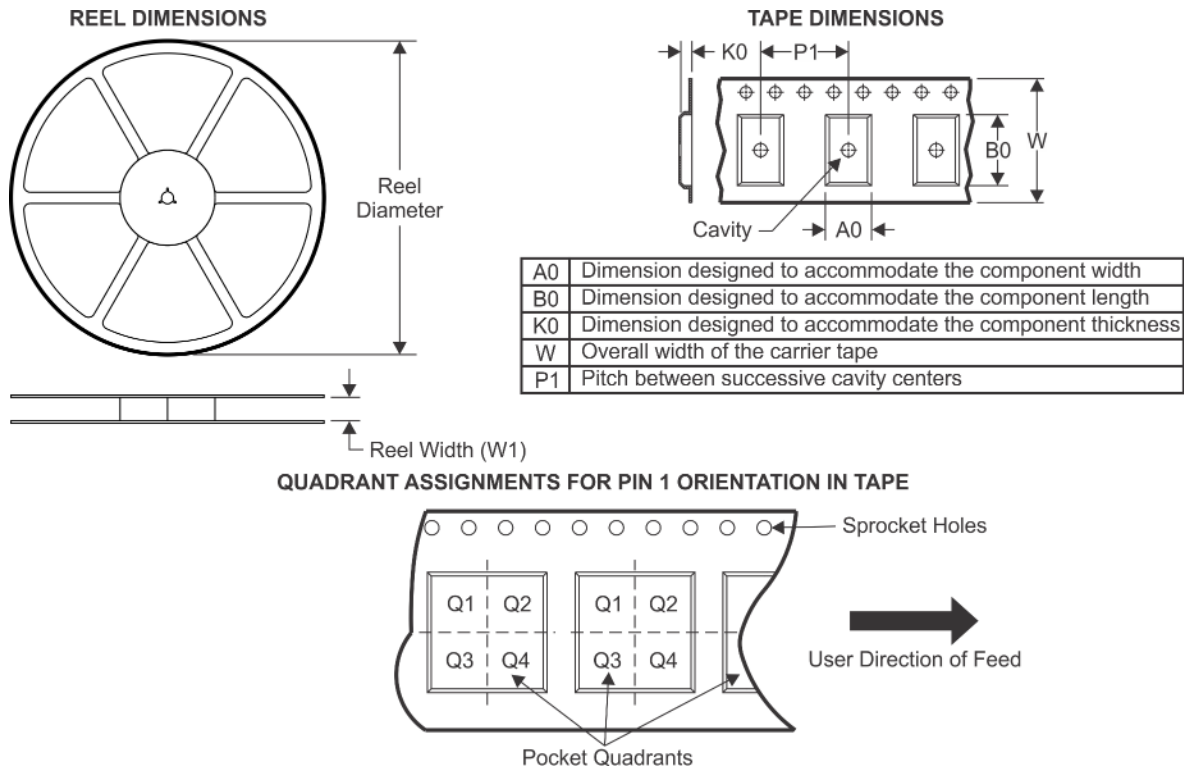 REEL DIMENSIONS
Reel
Diameter
Reel Width (W1)
TAPE DIMENSIONS
K0
P1
B0
W
Cavity
A0
A0 Dimension designed to accommodate the component width
B0 Dimension designed to accommodate the component length
K0 Dimension designed to accommodate the component thickness
W Overall width of the carrier tape
P1 Pitch between successive cavity centers
QUADRANT ASSIGNMENTS FOR PIN 1 ORIENTATION IN TAPE
Sprocket Holes
Q1 Q2 Q1 Q2
Q3 Q4 Q3 Q4
User Direction of Feed
Pocket Quadrants